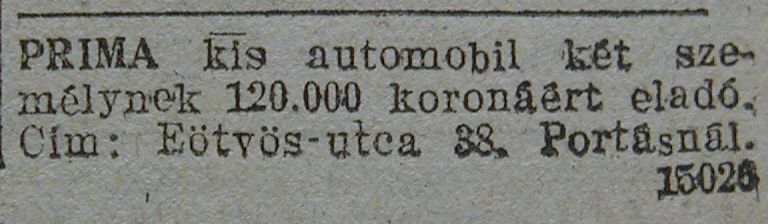 PRIMA kis automobil két sze-
mélynek 120.000 koronáért eladó.
Cím: Eötvös-utca 38. Portásnál.
15026